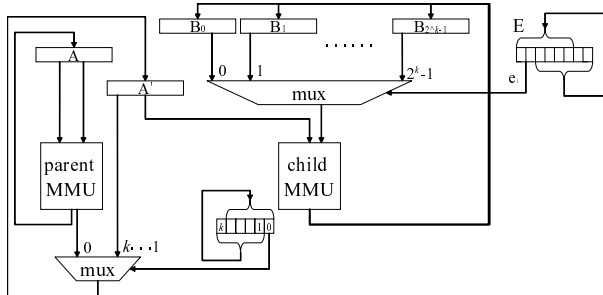 B0 B1 B2^k-1
E
A
......
0 1 2^k-1
A'
mux
ei
parent MMU
child MMU
k 1 0
0 k···1
mux